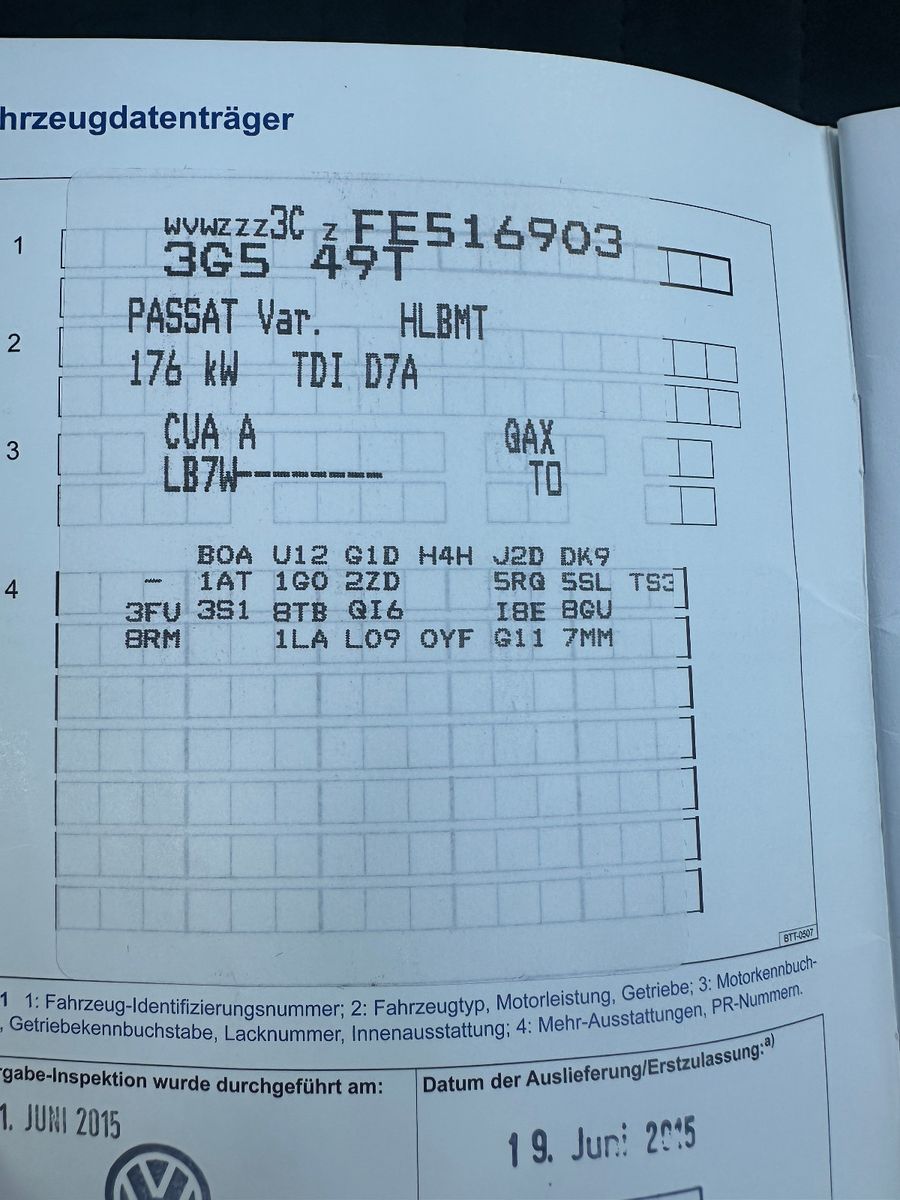 hrzeugdatenträger
1
WVWZZZ3C Z FE516903
3G5 49T
2
PASSAT Var. HLBMT
176 kW TDI D7A
3
CUA A QAX
LB7W------ TO
BOA U12 G1D H4H J2D DK9
4
- 1AT 1G0 2ZD 5RQ 5SL TS3
3FU 3S1 8TB QI6 I8E 8GU
8RM 1LA L09 0YF G11 7MM
BTT-0507
1 1: Fahrzeug-Identifizierungsnummer; 2: Fahrzeugtyp, Motorleistung, Getriebe; 3: Motorkennbuch-
, Getriebekennbuchstabe, Lacknummer, Innenausstattung; 4: Mehr-Ausstattungen, PR-Nummern.
rgabe-Inspektion wurde durchgeführt am:
Datum der Auslieferung/Erstzulassung:a)
1. JUNI 2015
19. Juni 2015